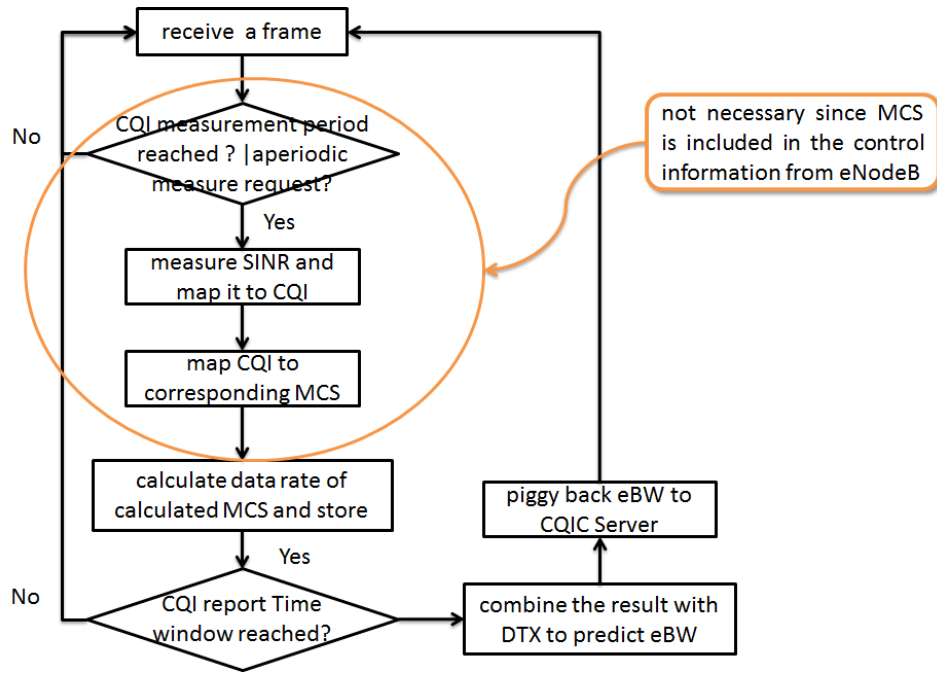 receive a frame
No
CQI measurement period
reached ? |aperiodic
measure request?
not necessary since MCS
is included in the control
information from eNodeB
Yes
measure SINR and
map it to CQI
map CQI to
corresponding MCS
calculate data rate of
calculated MCS and store
piggy back eBW to
CQIC Server
Yes
No
CQI report Time
window reached?
combine the result with
DTX to predict eBW